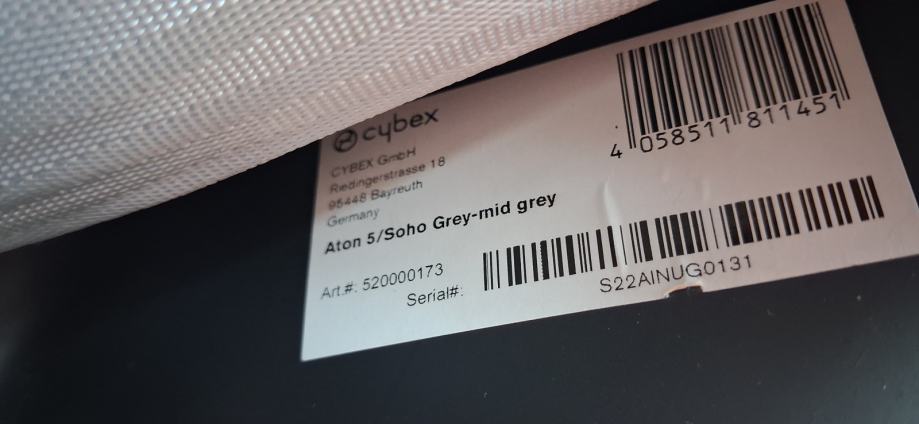 cybex
CYBEX GmbH
Riedingerstrasse 18
95448 Bayreuth
Germany
Aton 5/Soho Grey-mid grey
Art.#: 520000173
Serial#:
4 058511 811451
S22AINUG0131